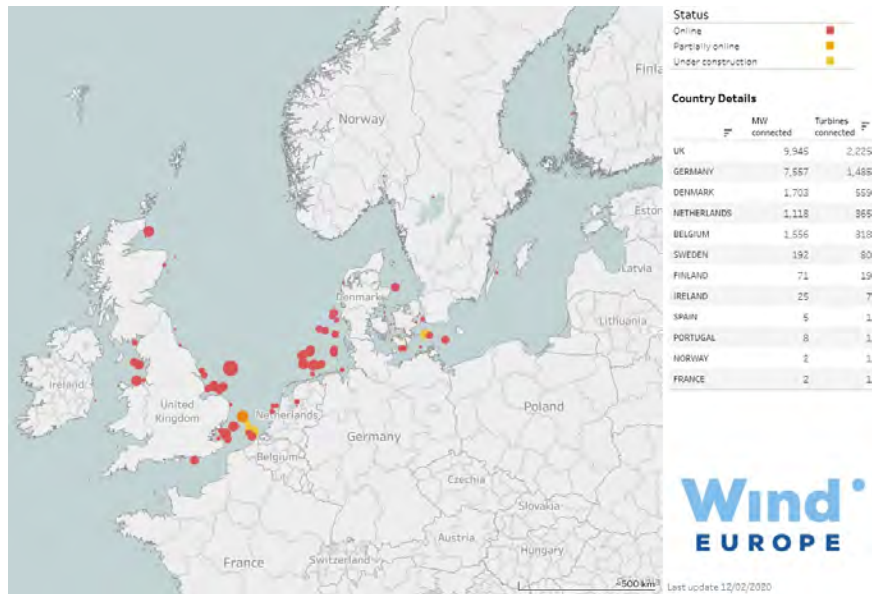 Status
Online
Partially online
Under construction
Country Details
MW connected
Turbines connected
UK 9,945 2,225
GERMANY 7,557
DENMARK 1,703 559
NETHERLANDS 1,118 365
BELGIUM 1,556 318
SWEDEN 192 80
FINLAND 71 19
IRELAND 25 7
SPAIN 5 1
PORTUGAL 8 1
NORWAY 2 1
FRANCE 2 1
Norway
Finla
Eston
Latvia
Denmark
Lithuania
Ireland
United
Kingdom
Netherlands
Poland
Germany
Belgium
Czechia
Slovakia
Austria
Hungary
France
Switzerland
~500 km
Wind
EUROPE
Last update 12/02/2020